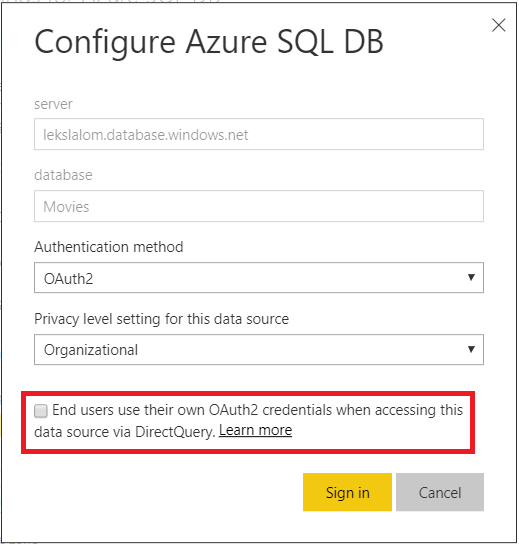 Configure Azure SQL DB
server
lekslalom.database.windows.net
database
Movies
Authentication method
OAuth2
Privacy level setting for this data source
Organizational
End users use their own OAuth2 credentials when accessing this
data source via DirectQuery. Learn more
Sign in
Cancel